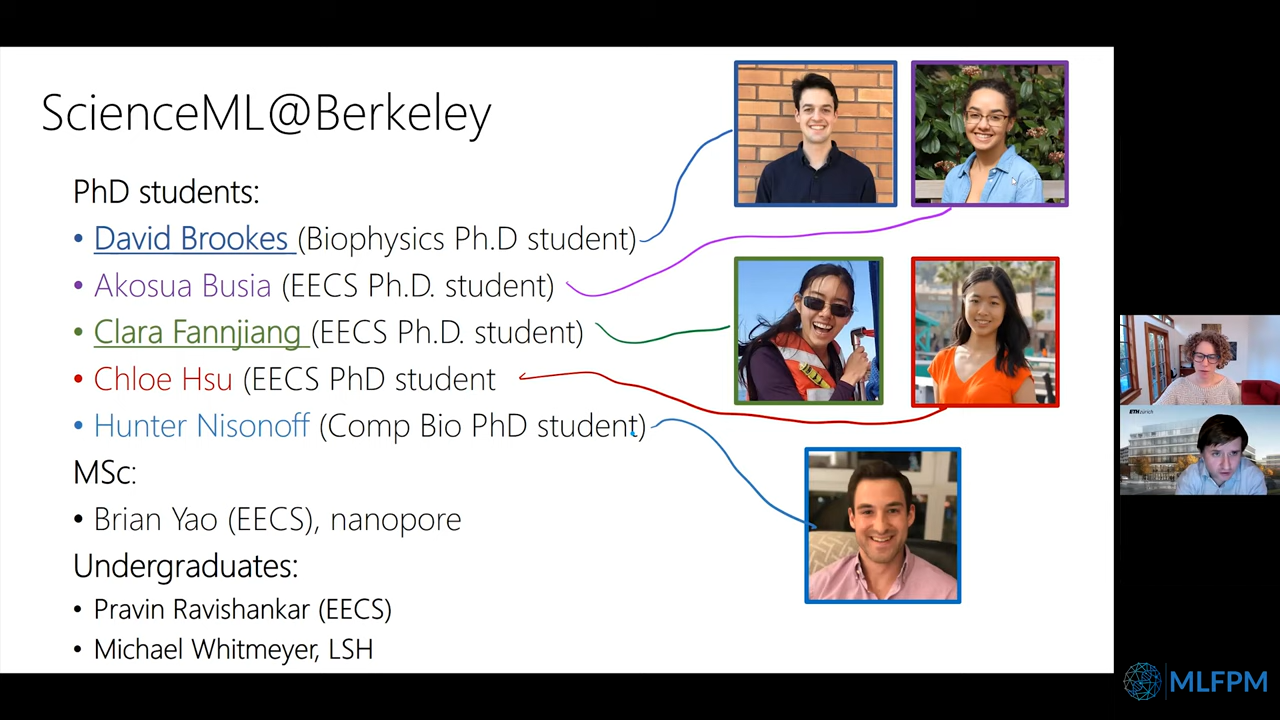 ScienceML@Berkeley
PhD students:
• David Brookes (Biophysics Ph.D student)
• Akosua Busia (EECS Ph.D. student)
• Clara Fannjiang (EECS Ph.D. student)
• Chloe Hsu (EECS PhD student
• Hunter Nisonoff (Comp Bio PhD student)
MSc:
• Brian Yao (EECS), nanopore
Undergraduates:
• Pravin Ravishankar (EECS)
• Michael Whitmeyer, LSH
ETH zürich
MLFPM